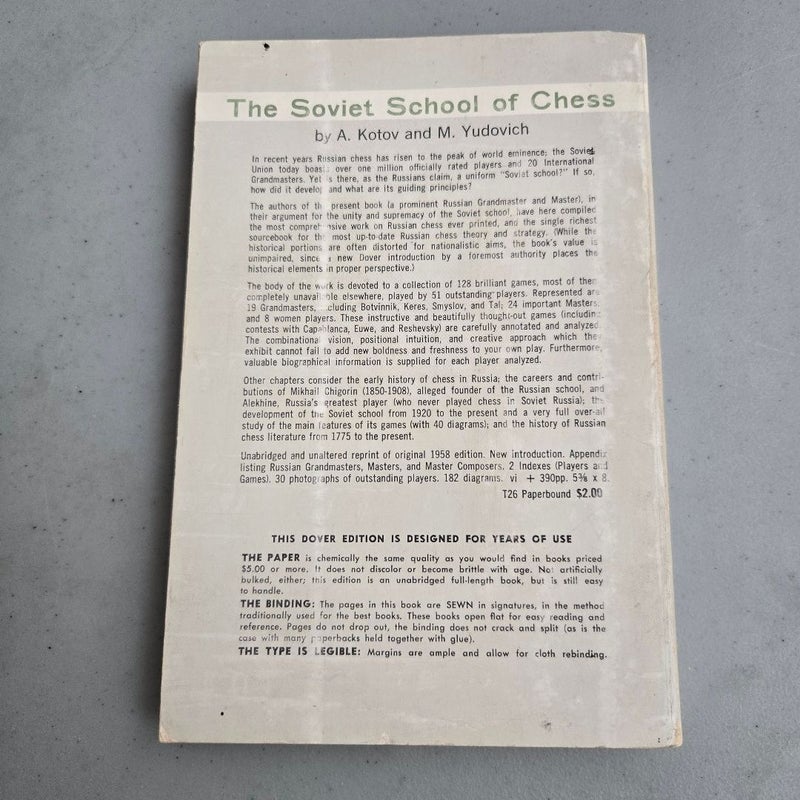 The Soviet School of Chess
by A. Kotov and M. Yudovich
In recent years Russian chess has risen to the peak of world eminence; the Soviet
Union today boasts over one million officially rated players and 20 International
Grandmasters. Yet is there, as the Russians claim, a uniform "Soviet school?" If so,
how did it develop and what are its guiding principles?
The authors of the present book (a prominent Russian Grandmaster and Master), in
their argument for the unity and supremacy of the Soviet school, have here compiled
the most comprehensive work on Russian chess ever printed, and the single richest
sourcebook for the most up-to-date Russian chess theory and strategy. (While the
historical portions are often distorted for nationalistic aims, the book's value is
unimpaired, since a new Dover introduction by a foremost authority places the
historical elements in proper perspective.)
The body of the work is devoted to a collection of 128 brilliant games, most of them
completely unavailable elsewhere, played by 51 outstanding players. Represented are
19 Grandmasters, including Botvinnik, Keres, Smyslov, and Tal; 24 important Masters;
and 8 women players. These instructive and beautifully thought-out games (including
contests with Capablanca, Euwe, and Reshevsky) are carefully annotated and analyzed.
The combinational vision, positional intuition, and creative approach which they
exhibit cannot fail to add new boldness and freshness to your own play. Furthermore,
valuable biographical information is supplied for each player analyzed.
Other chapters consider the early history of chess in Russia; the careers and contri-
butions of Mikhail Chigorin (1850-1908), alleged founder of the Russian school, and
Alekhine, Russia's greatest player (who never played chess in Soviet Russia); the
development of the Soviet school from 1920 to the present and a very full over-all
study of the main features of its games (with 40 diagrams); and the history of Russian
chess literature from 1775 to the present.
Unabridged and unaltered reprint of original 1958 edition. New introduction. Appendix
listing Russian Grandmasters, Masters, and Master Composers. 2 Indexes (Players and
Games). 30 photographs of outstanding players. 182 diagrams. vi + 390pp. 5⅜ x 8.
T26 Paperbound $2.00
THIS DOVER EDITION IS DESIGNED FOR YEARS OF USE
THE PAPER is chemically the same quality as you would find in books priced
$5.00 or more. It does not discolor or become brittle with age. Not artificially
bulked, either; this edition is an unabridged full-length book, but is still easy
to handle.
THE BINDING: The pages in this book are SEWN in signatures, in the method
traditionally used for the best books. These books open flat for easy reading and
reference. Pages do not drop out, the binding does not crack and split (as is the
case with many paperbacks held together with glue).
THE TYPE IS LEGIBLE: Margins are ample and allow for cloth rebinding.